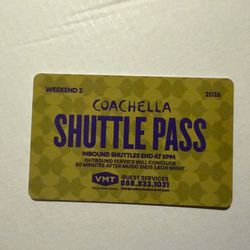 WEEKEND 2 2026
COACHELLA
SHUTTLE PASS
INBOUND SHUTTLES END AT 8PM
OUTBOUND SERVICE WILL CONCLUDE
60 MINUTES AFTER MUSIC ENDS EACH NIGHT
VMT
GUEST SERVICES
888.833.1031